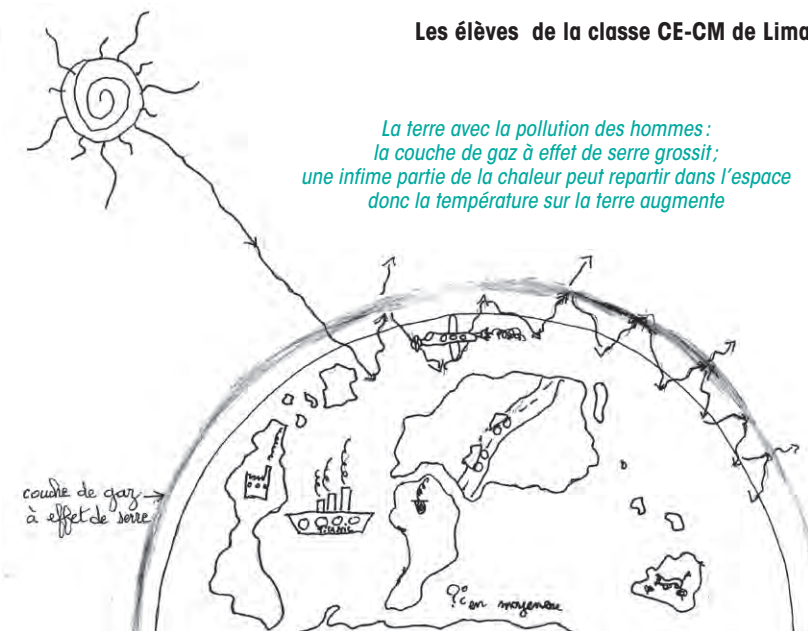 Les élèves de la classe CE-CM de Lima
La terre avec la pollution des hommes :
la couche de gaz à effet de serre grossit ;
une infime partie de la chaleur peut repartir dans l'espace
donc la température sur la terre augmente
couche de gaz
à effet de serre
Titanic
?°C en moyenne